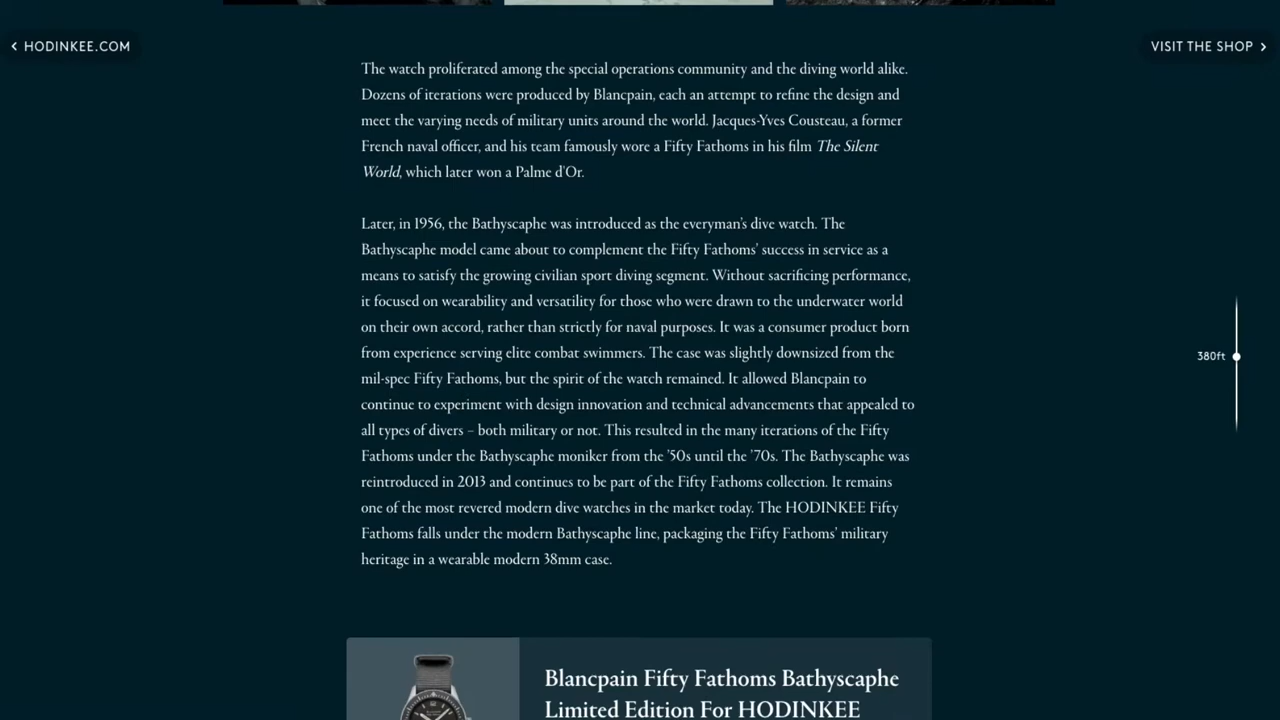 HODINKEE.COM
VISIT THE SHOP
The watch proliferated among the special operations community and the diving world alike.
Dozens of iterations were produced by Blancpain, each an attempt to refine the design and
meet the varying needs of military units around the world. Jacques-Yves Cousteau, a former
French naval officer, and his team famously wore a Fifty Fathoms in his film The Silent
World, which later won a Palme d'Or.
Later, in 1956, the Bathyscaphe was introduced as the everyman's dive watch. The
Bathyscaphe model came about to complement the Fifty Fathoms' success in service as a
means to satisfy the growing civilian sport diving segment. Without sacrificing performance,
it focused on wearability and versatility for those who were drawn to the underwater world
on their own accord, rather than strictly for naval purposes. It was a consumer product born
from experience serving elite combat swimmers. The case was slightly downsized from the
mil-spec Fifty Fathoms, but the spirit of the watch remained. It allowed Blancpain to
continue to experiment with design innovation and technical advancements that appealed to
all types of divers – both military or not. This resulted in the many iterations of the Fifty
Fathoms under the Bathyscaphe moniker from the '50s until the '70s. The Bathyscaphe was
reintroduced in 2013 and continues to be part of the Fifty Fathoms collection. It remains
one of the most revered modern dive watches in the market today. The HODINKEE Fifty
Fathoms falls under the modern Bathyscaphe line, packaging the Fifty Fathoms' military
heritage in a wearable modern 38mm case.
380ft
Blancpain Fifty Fathoms Bathyscaphe
Limited Edition For HODINKEE